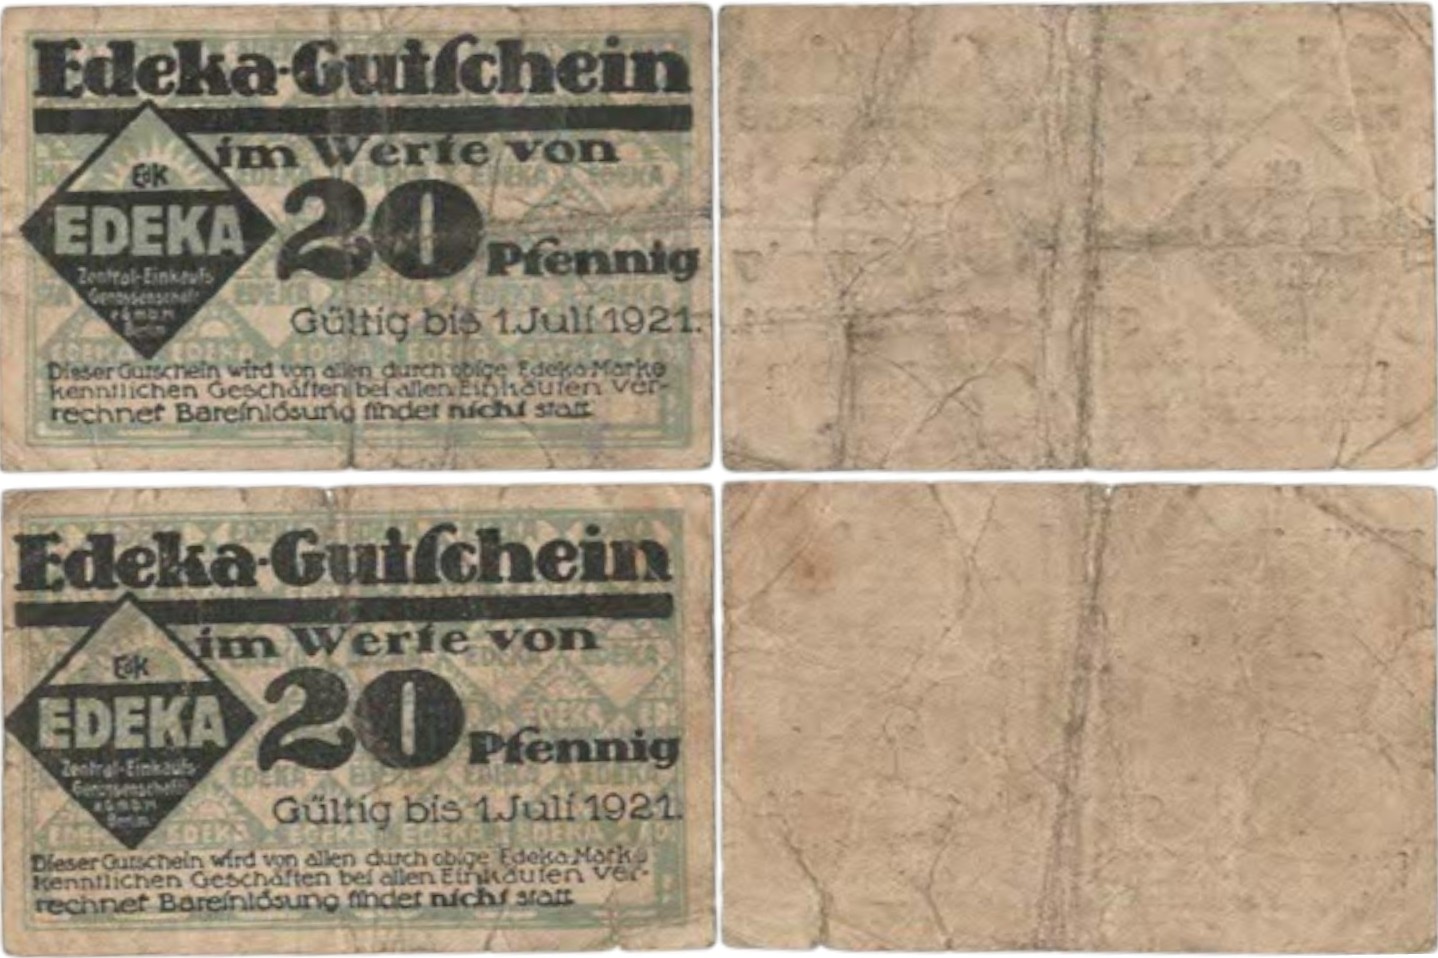 Edeka-Gutschein
im Werte von
EdK
EDEKA
20
Pfennig
Zentral-Einkaufs
Genossenschaft
e G m b H
Berlin
Gültig bis 1.Juli 1921.
Dieser Gutschein wird von allen durch obige Edeka-Marke
kenntlichen Geschäften bei allen Einkäufen ver-
rechnet Bareinlösung findet nicht statt
Edeka-Gutschein
im Werte von
EdK
EDEKA
20
Pfennig
Zentral-Einkaufs
Genossenschaft
e G m b H
Berlin
Gültig bis 1.Juli 1921.
Dieser Gutschein wird von allen durch obige Edeka-Marke
kenntlichen Geschäften bei allen Einkäufen ver-
rechnet Bareinlösung findet nicht statt